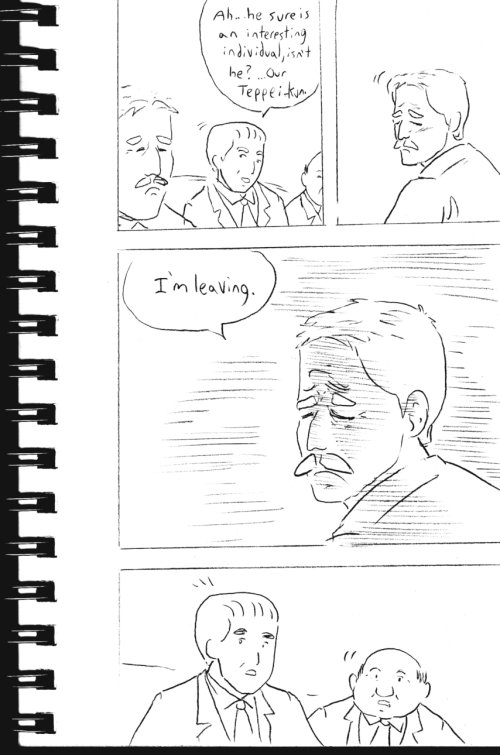 Ah...he sure is
an interesting
individual, isn't
he? ...Our
Teppei-kun.
I'm leaving.